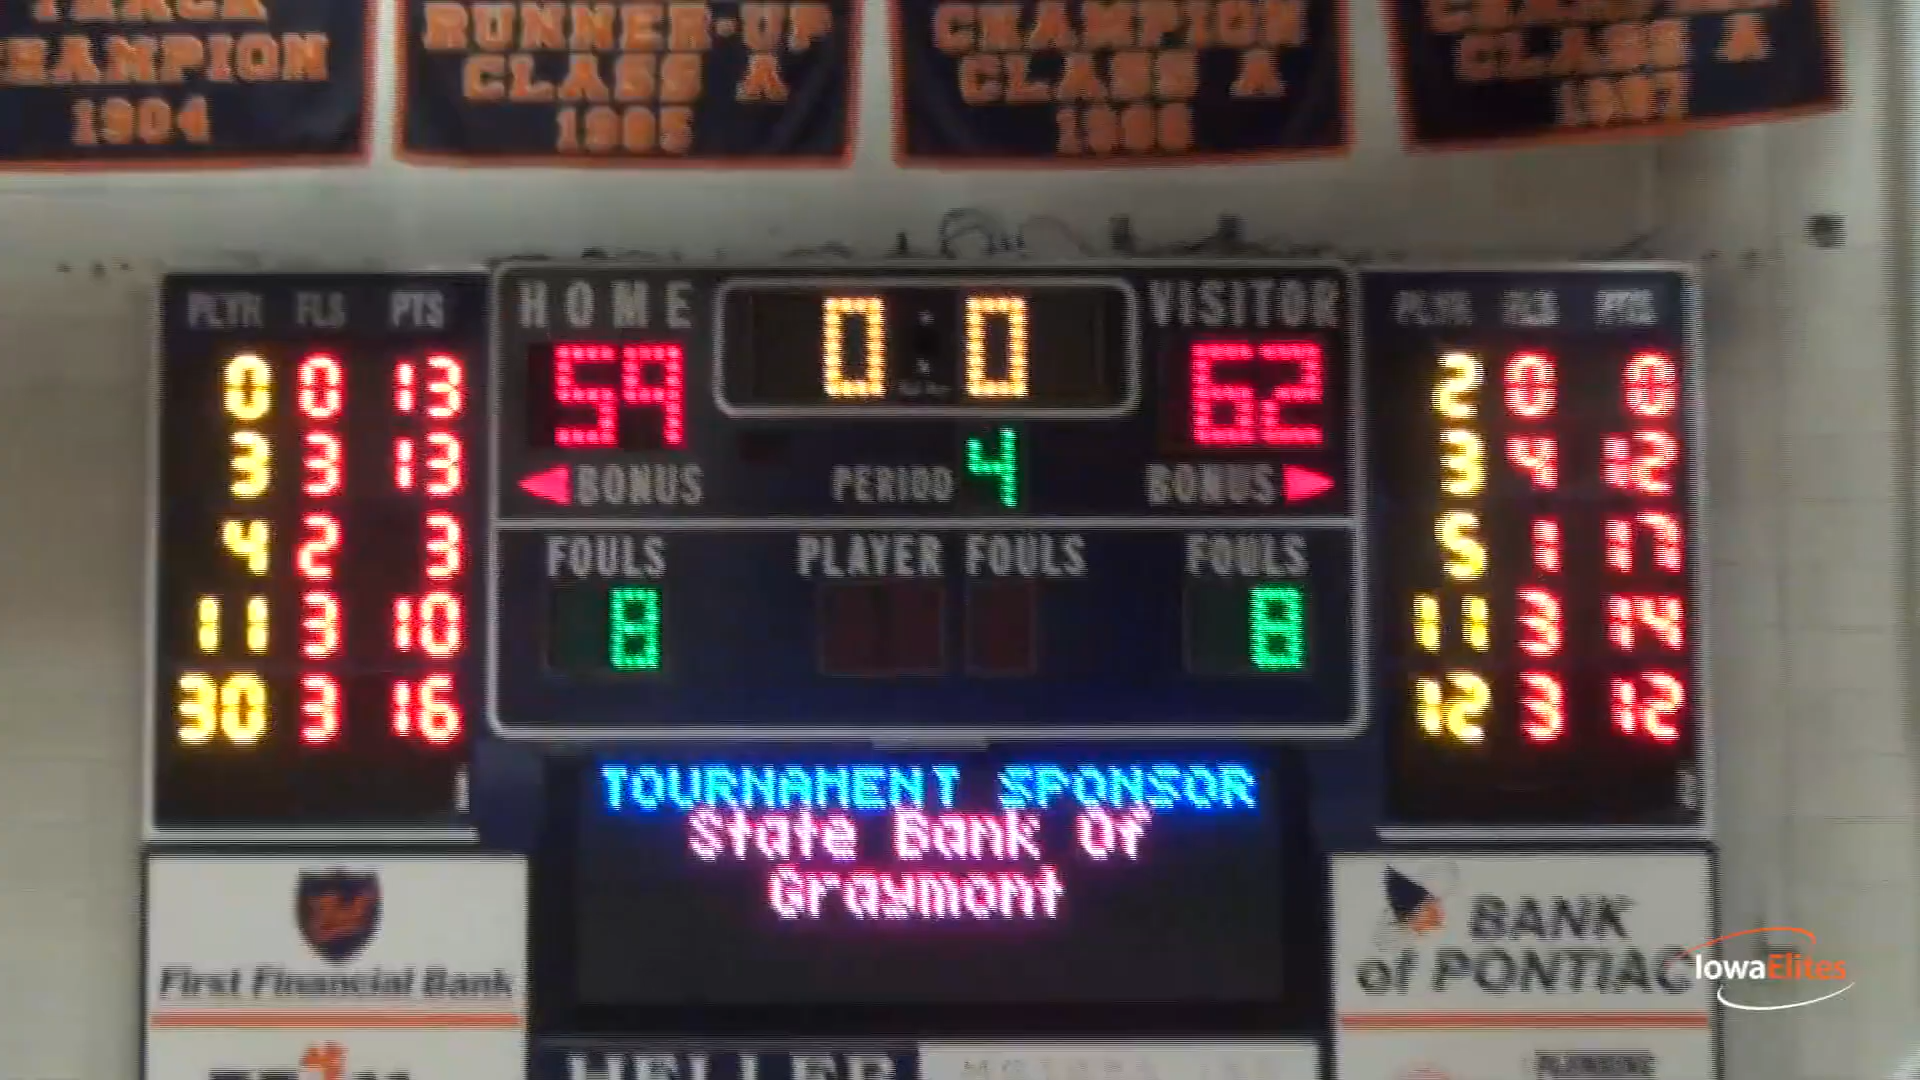 CHAMPION
1904
RUNNER-UP
CLASS A
1905
CHAMPION
CLASS A
1906
CLASS A
1907
PLYR FLS PTS
0 0 13
3 3 13
4 2 3
11 3 10
30 3 16
HOME
59
0:0
VISITOR
62
BONUS
PERIOD 4
BONUS
FOULS
8
PLAYER FOULS
FOULS
8
PLYR FLS PTS
2 0 0
3 4 12
5 1 17
11 3 14
12 3 12
TOURNAMENT SPONSOR
State Bank Of
Graymont
First Financial Bank
BANK
of PONTIAC
IowaElites